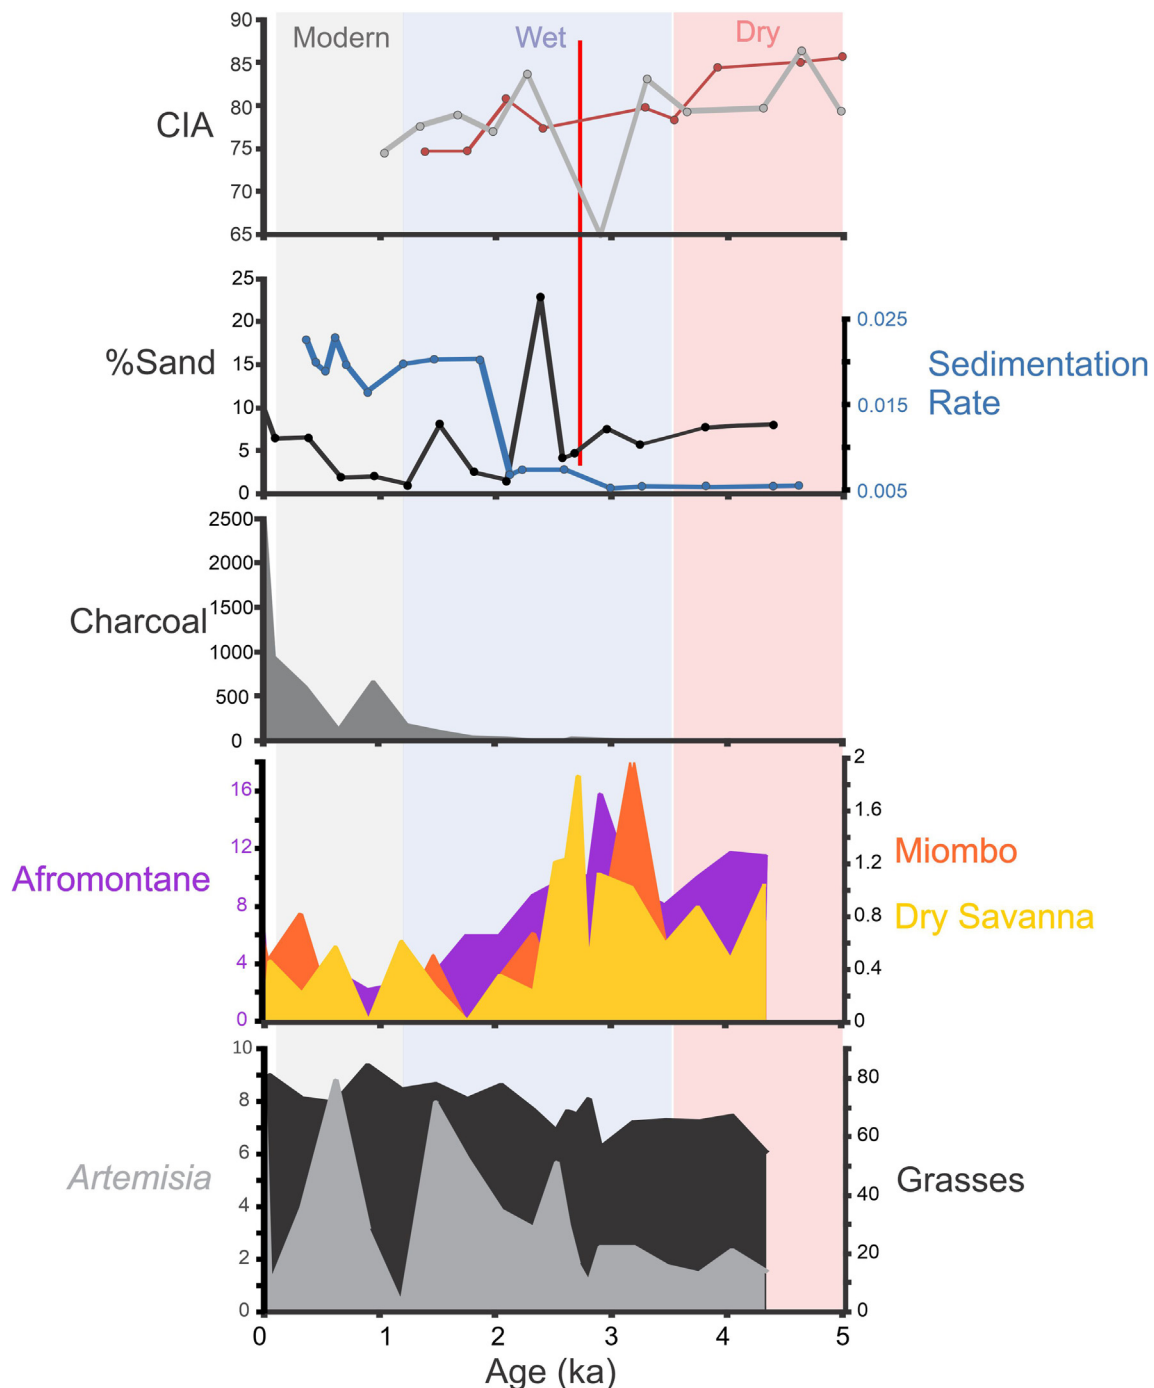 Modern
Wet
Dry
CIA
90
85
80
75
70
65
%Sand
25
20
15
10
5
0
0.025
0.015
0.005
Sedimentation
Rate
Charcoal
2500
2000
1500
1000
500
0
Afromontane
16
12
8
4
0
2
1.6
1.2
0.8
0.4
0
Miombo
Dry Savanna
Artemisia
10
8
6
4
2
0
80
60
40
20
0
Grasses
0 1 2 3 4 5
Age (ka)